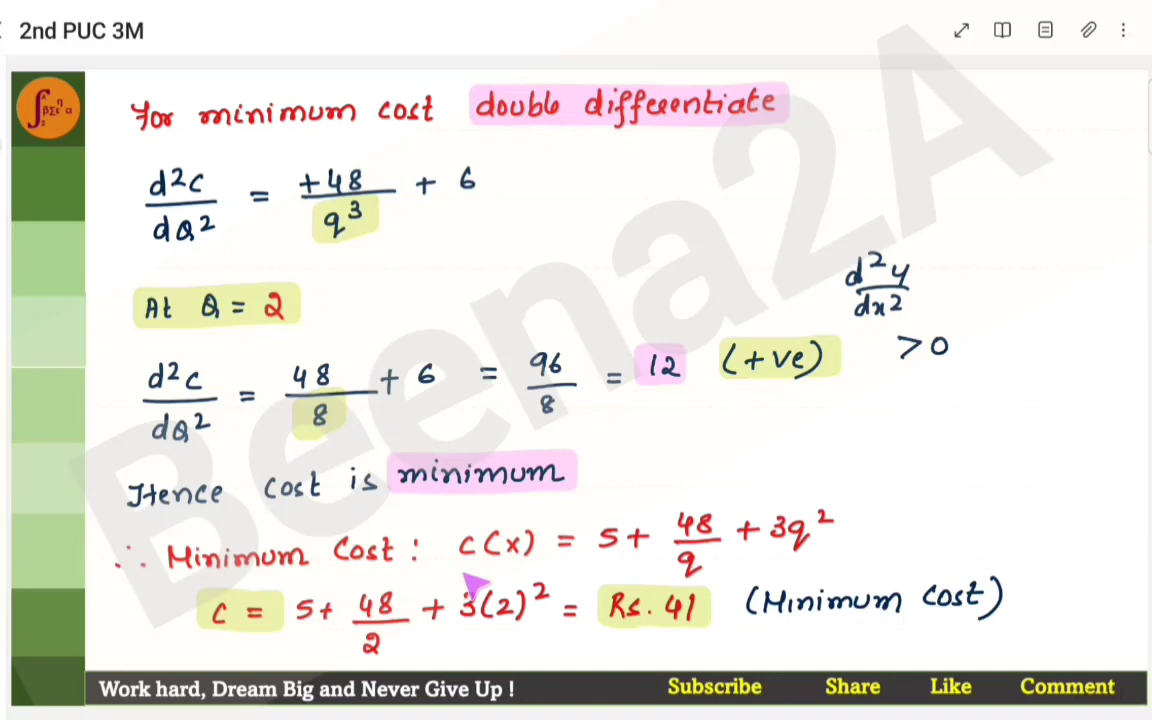 2nd PUC 3M
For minimum cost double differentiate
d²c/dQ² = +48/q³ + 6
d²y/dx² > 0
At Q = 2
d²c/dQ² = 48/8 + 6 = 96/8 = 12 (+ve)
Hence cost is minimum
∴ Minimum Cost : c(x) = 5 + 48/q + 3q²
C = 5 + 48/2 + 3(2)² = Rs. 41 (Minimum cost)
Beena2A
Work hard, Dream Big and Never Give Up ! Subscribe Share Like Comment